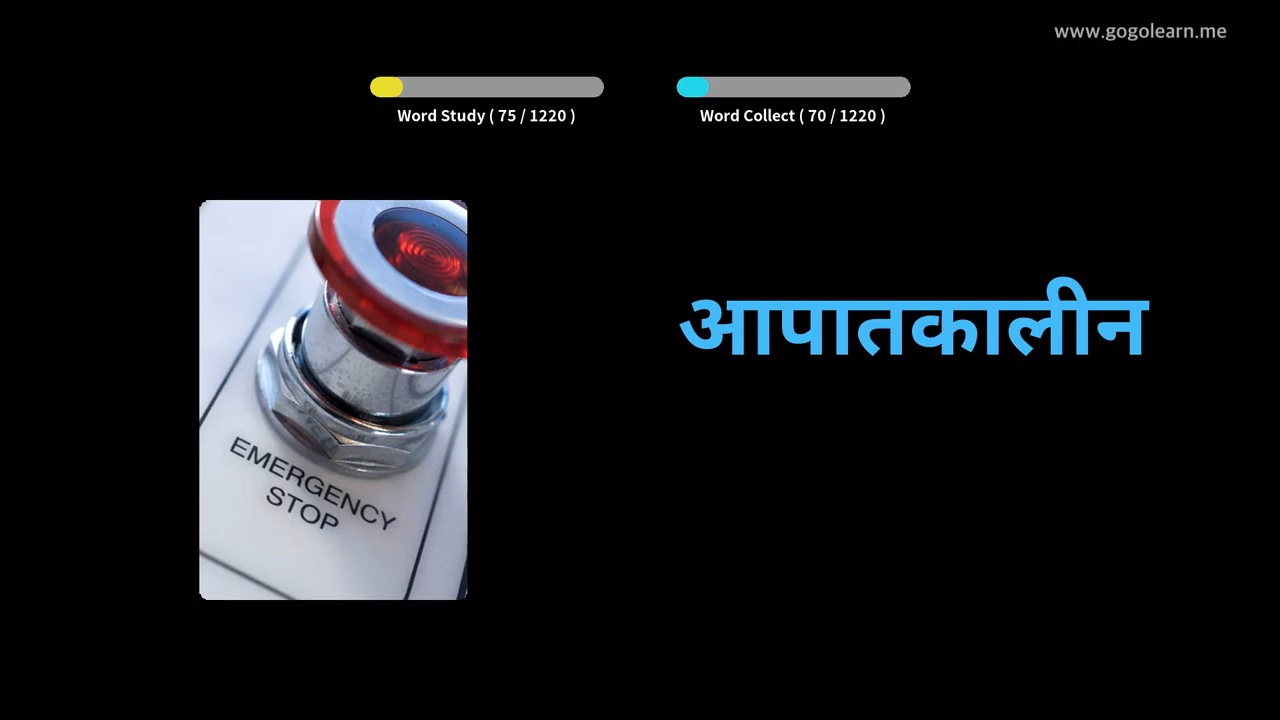 www.gogolearn.me
Word Study ( 75 / 1220 )
Word Collect ( 70 / 1220 )
आपातकालीन
EMERGENCY
STOP